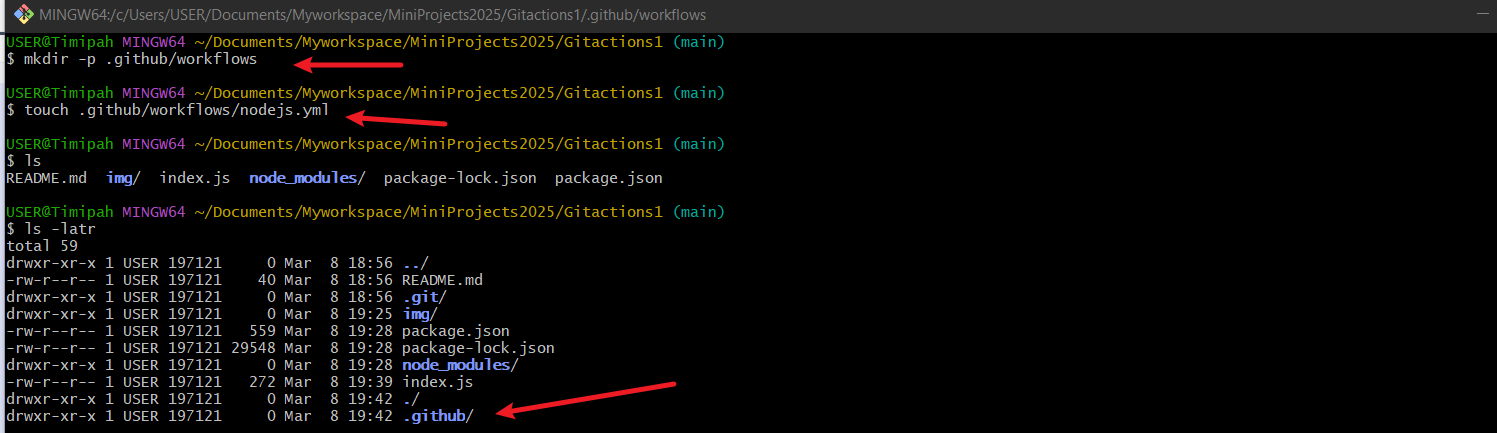 MINGW64:/c/Users/USER/Documents/Myworkspace/MiniProjects2025/Gitactions1/.github/workflows
USER@Timipah MINGW64 ~/Documents/Myworkspace/MiniProjects2025/Gitactions1 (main)
$ mkdir -p .github/workflows
USER@Timipah MINGW64 ~/Documents/Myworkspace/MiniProjects2025/Gitactions1 (main)
$ touch .github/workflows/nodejs.yml
USER@Timipah MINGW64 ~/Documents/Myworkspace/MiniProjects2025/Gitactions1 (main)
$ ls
README.md  img/  index.js  node_modules/  package-lock.json  package.json
USER@Timipah MINGW64 ~/Documents/Myworkspace/MiniProjects2025/Gitactions1 (main)
$ ls -latr
total 59
drwxr-xr-x 1 USER 197121     0 Mar  8 18:56 ../
-rw-r--r-- 1 USER 197121    40 Mar  8 18:56 README.md
drwxr-xr-x 1 USER 197121     0 Mar  8 18:56 .git/
drwxr-xr-x 1 USER 197121     0 Mar  8 19:25 img/
-rw-r--r-- 1 USER 197121   559 Mar  8 19:28 package.json
-rw-r--r-- 1 USER 197121 29548 Mar  8 19:28 package-lock.json
drwxr-xr-x 1 USER 197121     0 Mar  8 19:28 node_modules/
-rw-r--r-- 1 USER 197121   272 Mar  8 19:39 index.js
drwxr-xr-x 1 USER 197121     0 Mar  8 19:42 ./
drwxr-xr-x 1 USER 197121     0 Mar  8 19:42 .github/